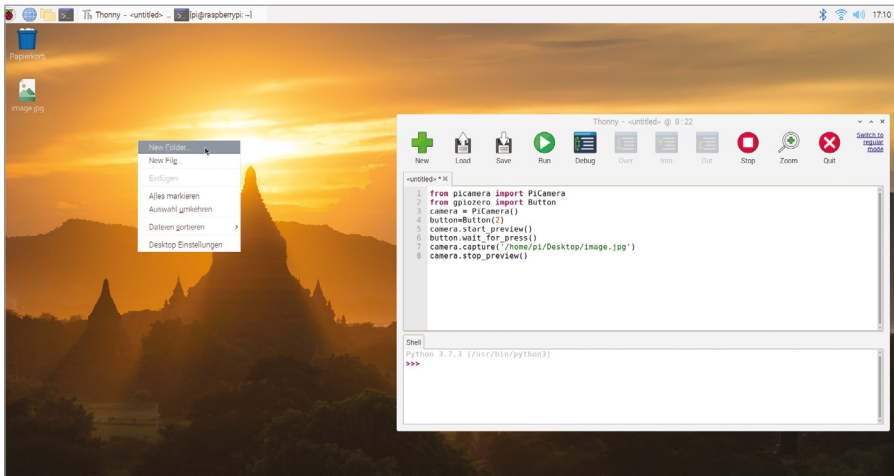 Thonny - <untitled> ...
[pi@raspberrypi: ~]
17:10
Papierkorb
image.jpg
New Folder...
New File...
Einfügen
Alles markieren
Auswahl umkehren
Dateien sortieren
Desktop Einstellungen
Thonny - <untitled> @ 8:22
New
Load
Save
Run
Debug
Over
Into
Out
Stop
Zoom
Quit
Switch to
regular
mode
<untitled> *
1 from picamera import PiCamera
2 from gpiozero import Button
3 camera = PiCamera()
4 button=Button(2)
5 camera.start_preview()
6 button.wait_for_press()
7 camera.capture('/home/pi/Desktop/image.jpg')
8 camera.stop_preview()
Shell
Python 3.7.3 (/usr/bin/python3)
>>>